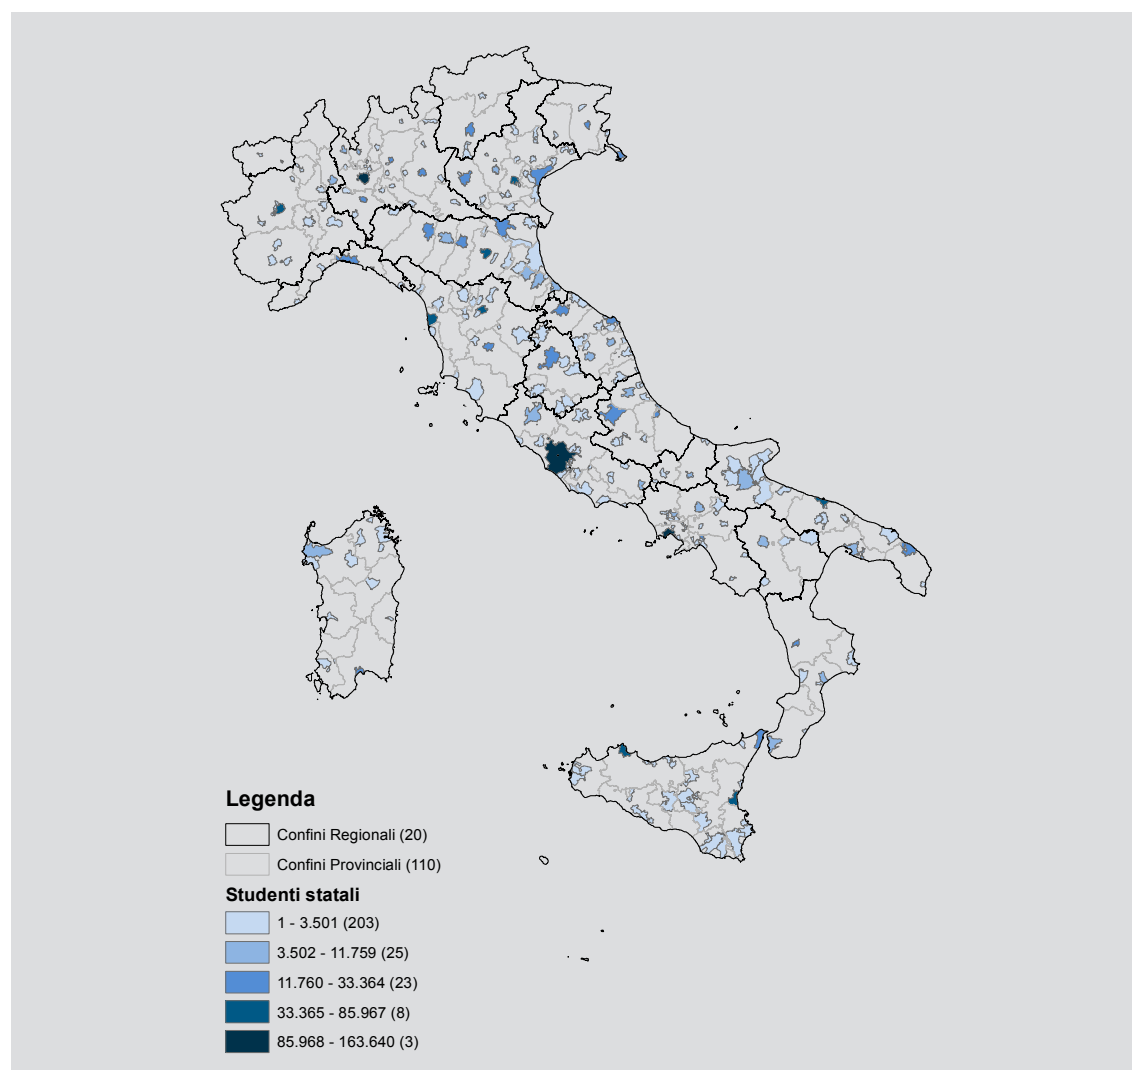 Legenda
Confini Regionali (20)
Confini Provinciali (110)
Studenti statali
1 - 3.501 (203)
3.502 - 11.759 (25)
11.760 - 33.364 (23)
33.365 - 85.967 (8)
85.968 - 163.640 (3)